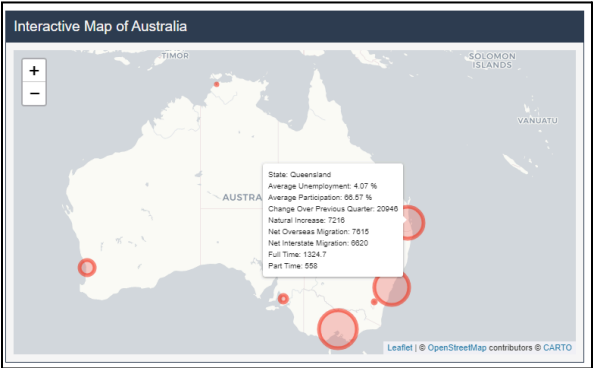 Interactive Map of Australia
TIMOR
SOLOMON
ISLANDS
+
−
VANUATU
State: Queensland
Average Unemployment: 4.07 %
Average Participation: 66.57 %
AUSTRA
Change Over Previous Quarter: 20946
Natural Increase: 7216
Net Overseas Migration: 7615
Net Interstate Migration: 6620
Full Time: 1324.7
Part Time: 558
Leaflet | © OpenStreetMap contributors © CARTO